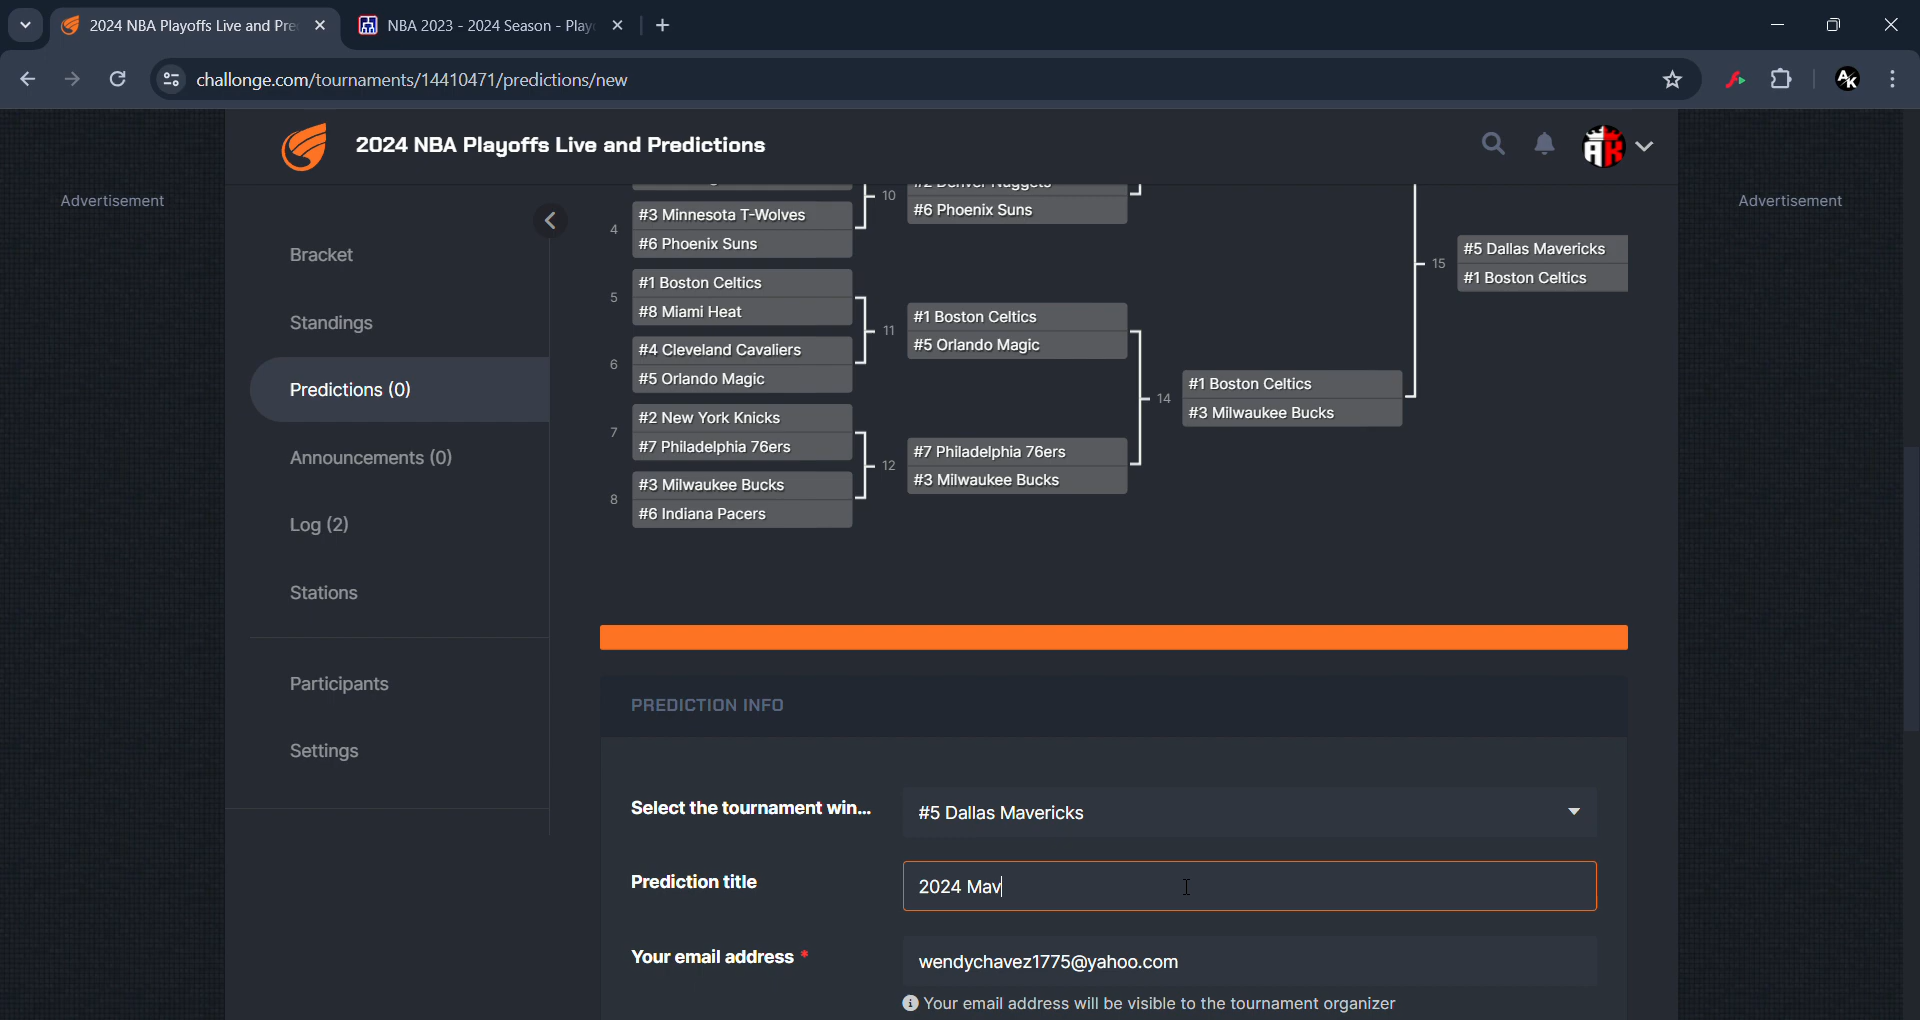 2024 NBA Playoffs Live and Pre
NBA 2023 - 2024 Season - Play
challonge.com/tournaments/14410471/predictions/new
AK
2024 NBA Playoffs Live and Predictions
AK
Advertisement
Advertisement
Bracket
Standings
Predictions (0)
Announcements (0)
Log (2)
Stations
Participants
Settings
4
#3 Minnesota T-Wolves
#6 Phoenix Suns
5
#1 Boston Celtics
#8 Miami Heat
6
#4 Cleveland Cavaliers
#5 Orlando Magic
7
#2 New York Knicks
#7 Philadelphia 76ers
8
#3 Milwaukee Bucks
#6 Indiana Pacers
10
#2 Denver Nuggets
#6 Phoenix Suns
11
#1 Boston Celtics
#5 Orlando Magic
12
#7 Philadelphia 76ers
#3 Milwaukee Bucks
14
#1 Boston Celtics
#3 Milwaukee Bucks
15
#5 Dallas Mavericks
#1 Boston Celtics
PREDICTION INFO
Select the tournament win...
#5 Dallas Mavericks
Prediction title
2024 Mav
Your email address *
wendychavez1775@yahoo.com
Your email address will be visible to the tournament organizer